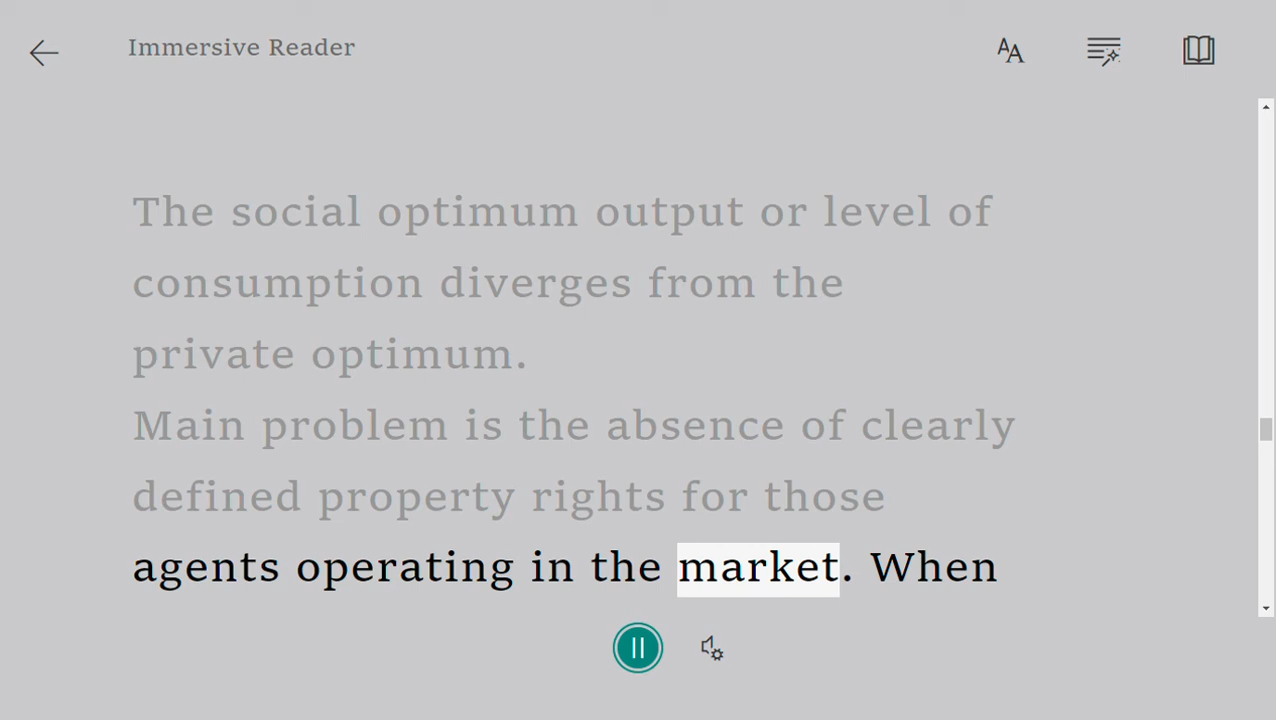 Immersive Reader
The social optimum output or level of
consumption diverges from the
private optimum.
Main problem is the absence of clearly
defined property rights for those
agents operating in the market. When